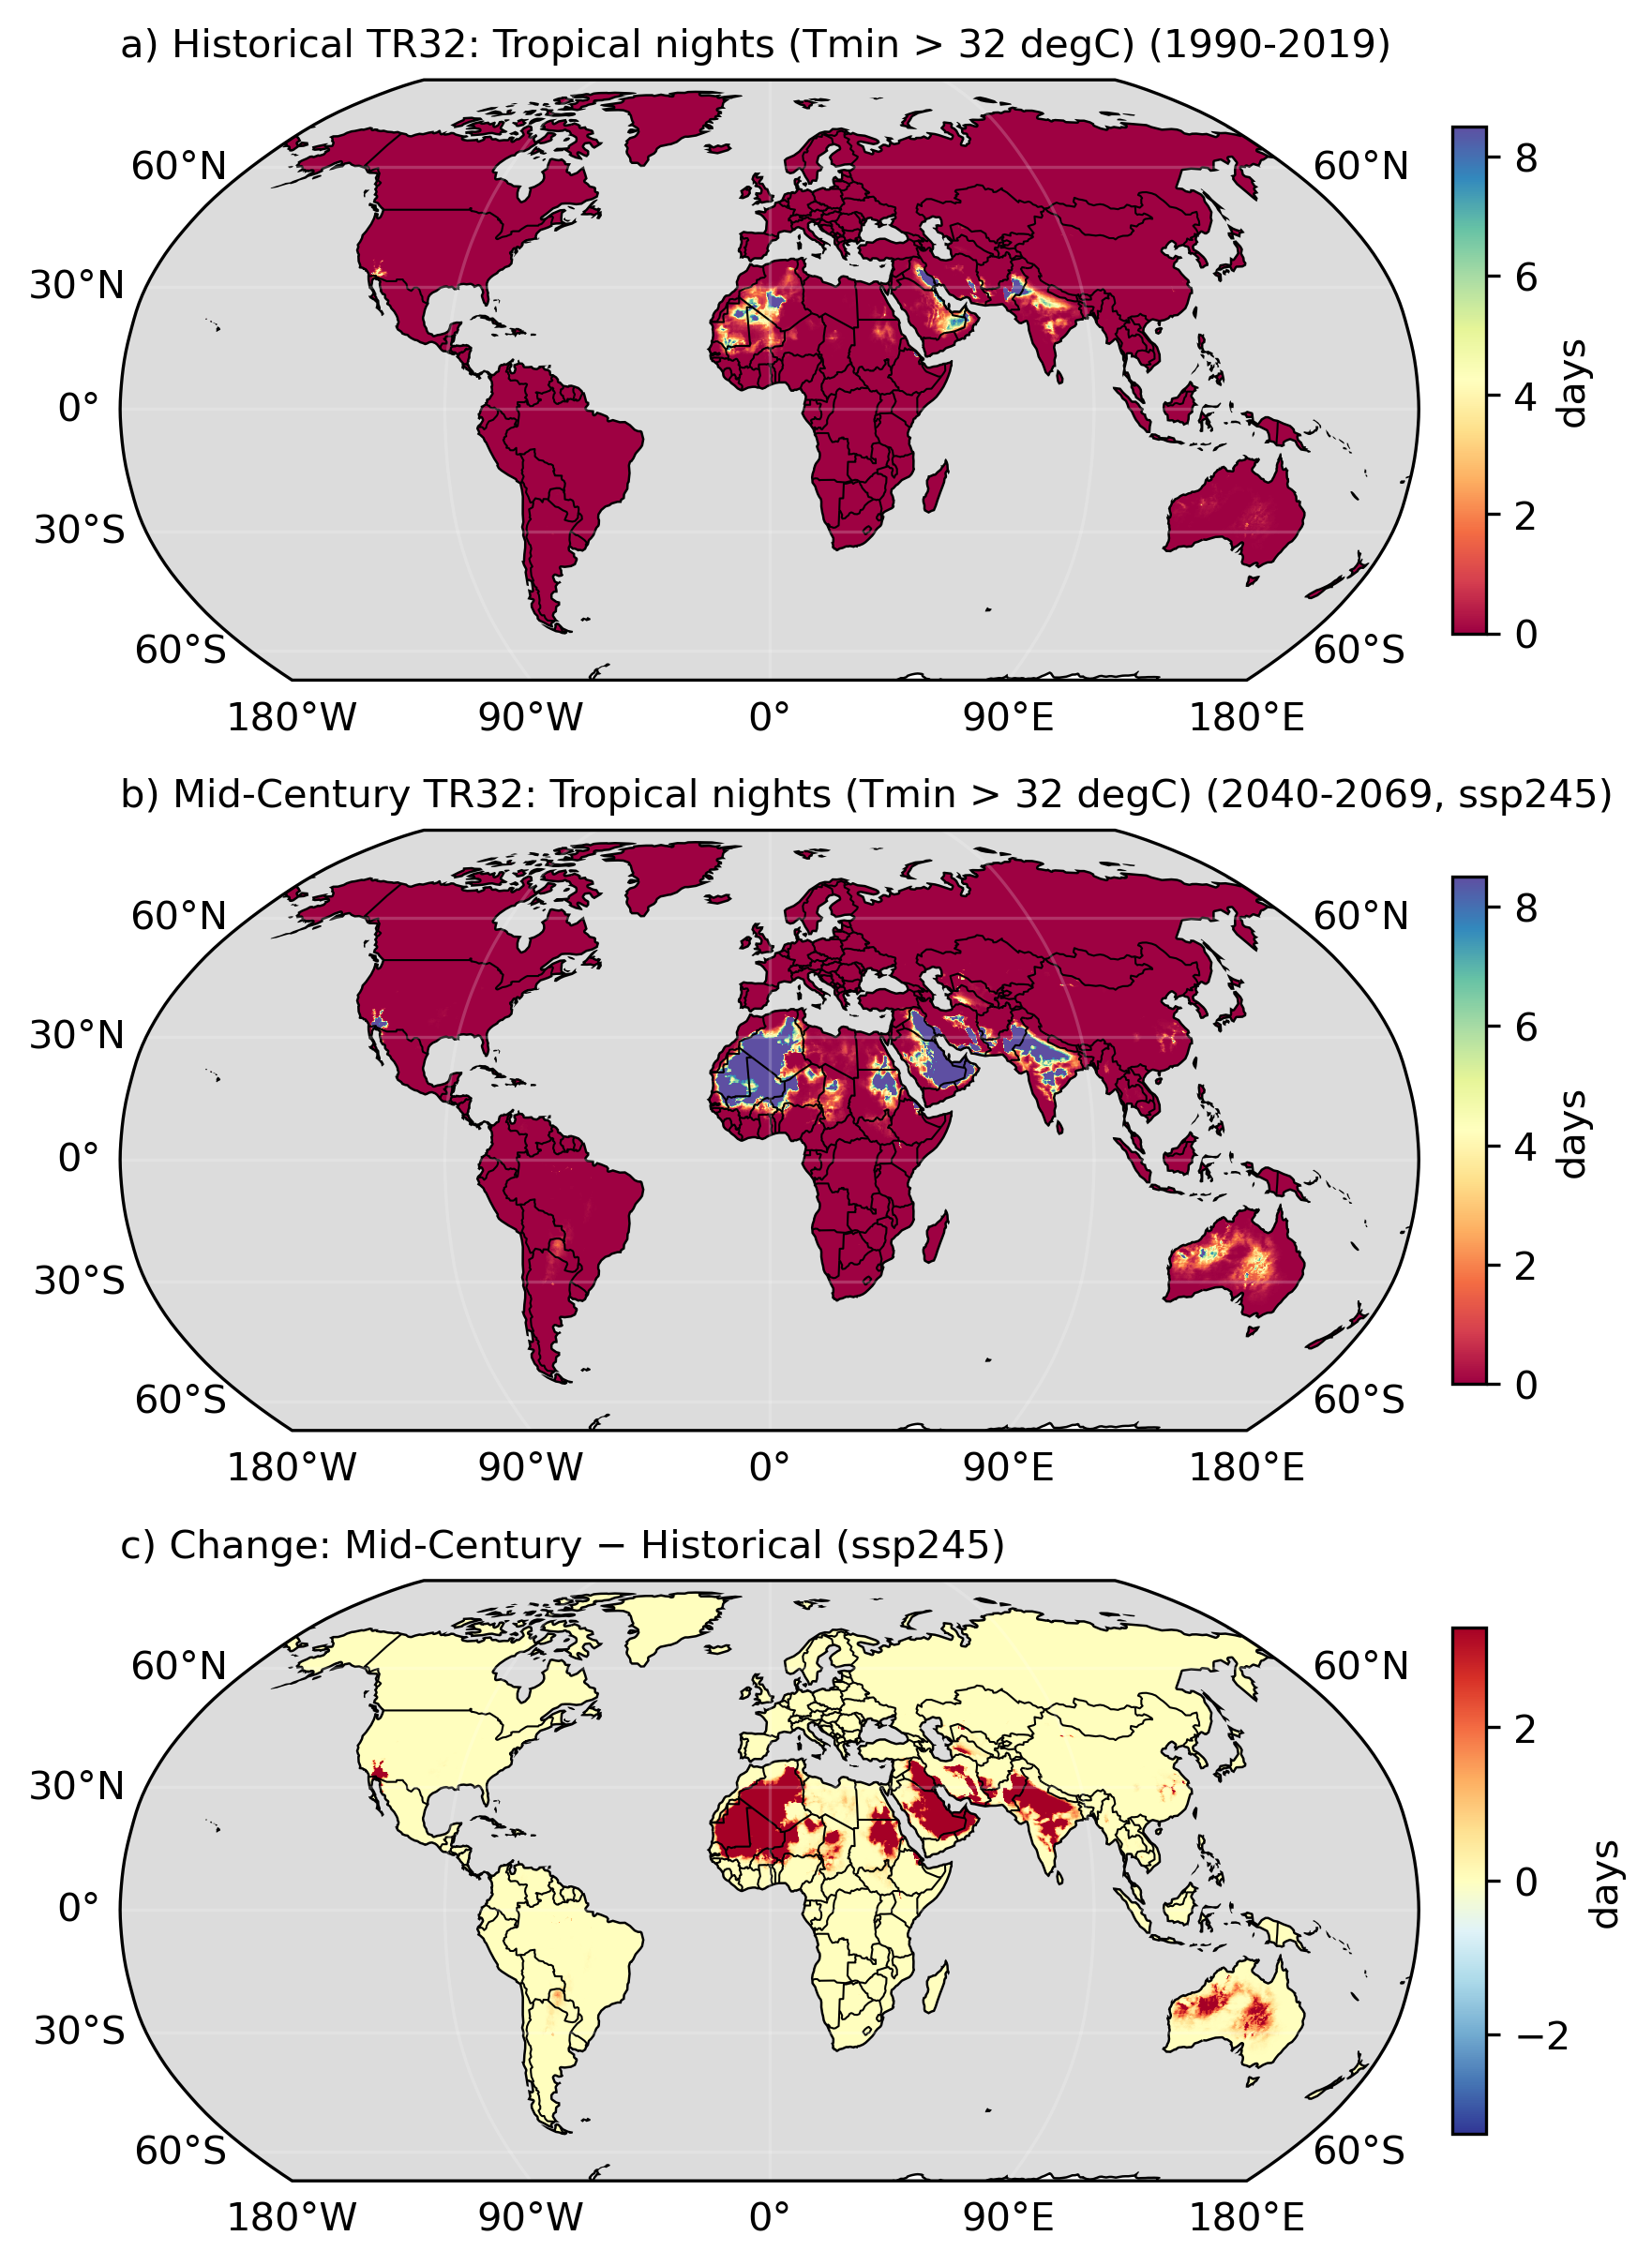 a) Historical TR32: Tropical nights (Tmin > 32 degC) (1990-2019)
60°N
60°N
30°N
0°
30°S
60°S
60°S
180°W
90°W
0°
90°E
180°E
8
6
4
2
0
days
b) Mid-Century TR32: Tropical nights (Tmin > 32 degC) (2040-2069, ssp245)
60°N
60°N
30°N
0°
30°S
60°S
60°S
180°W
90°W
0°
90°E
180°E
8
6
4
2
0
days
c) Change: Mid-Century − Historical (ssp245)
60°N
60°N
30°N
0°
30°S
60°S
60°S
180°W
90°W
0°
90°E
180°E
2
0
−2
days